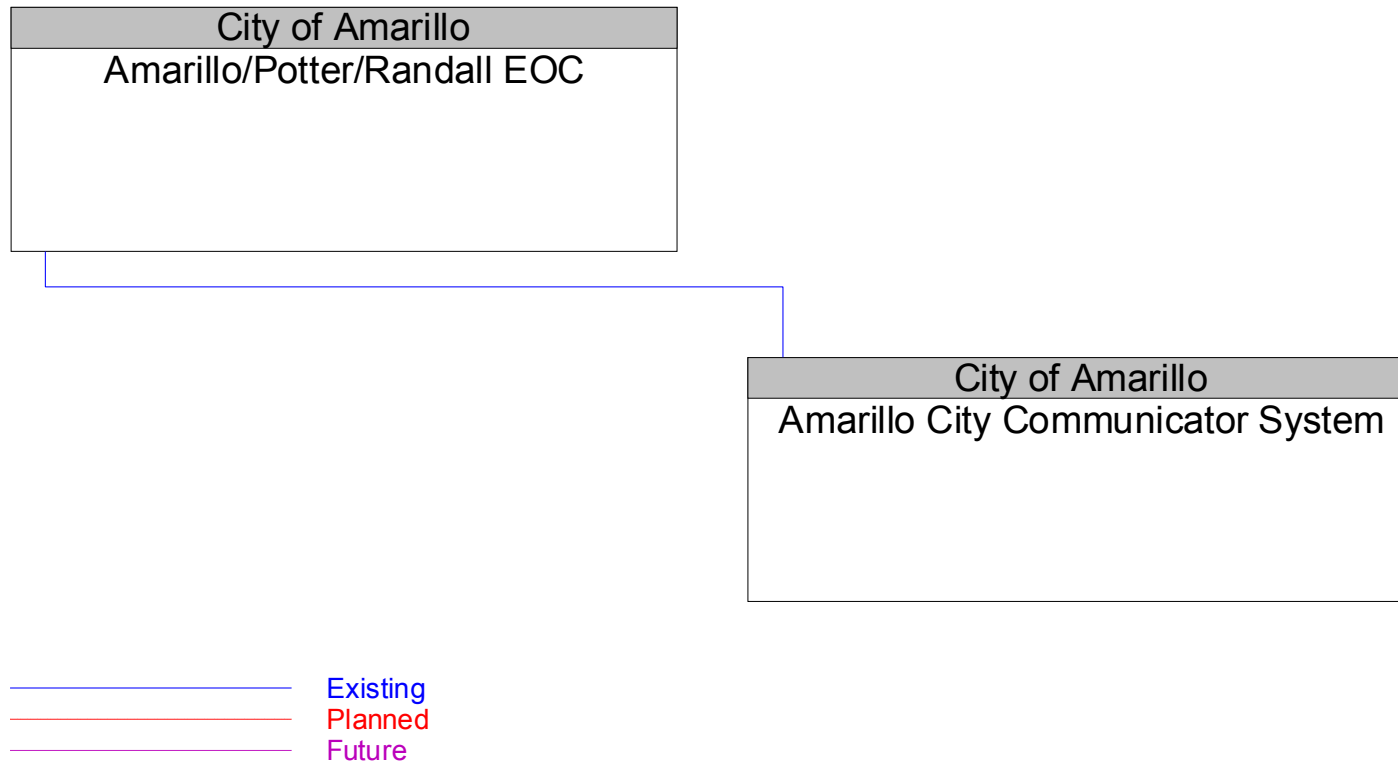 City of Amarillo
Amarillo/Potter/Randall EOC
City of Amarillo
Amarillo City Communicator System
Existing
Planned
Future